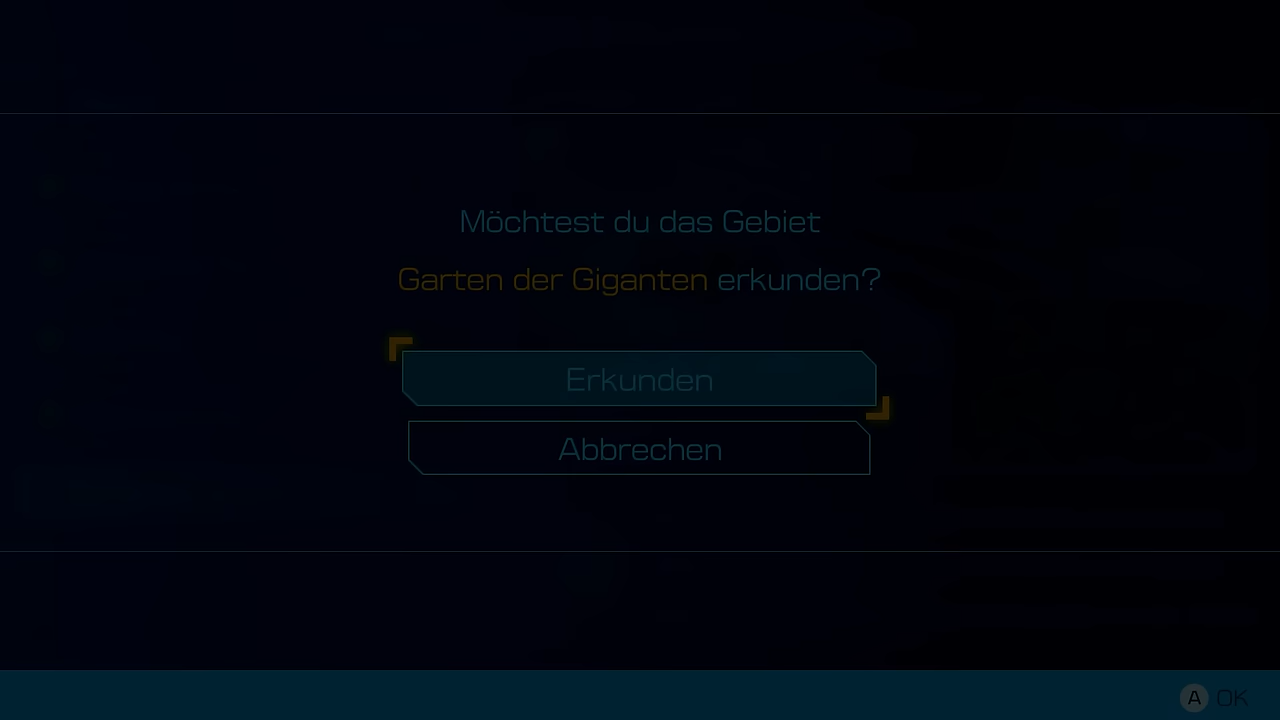 Möchtest du das Gebiet
Garten der Giganten erkunden?
Erkunden
Abbrechen
A OK